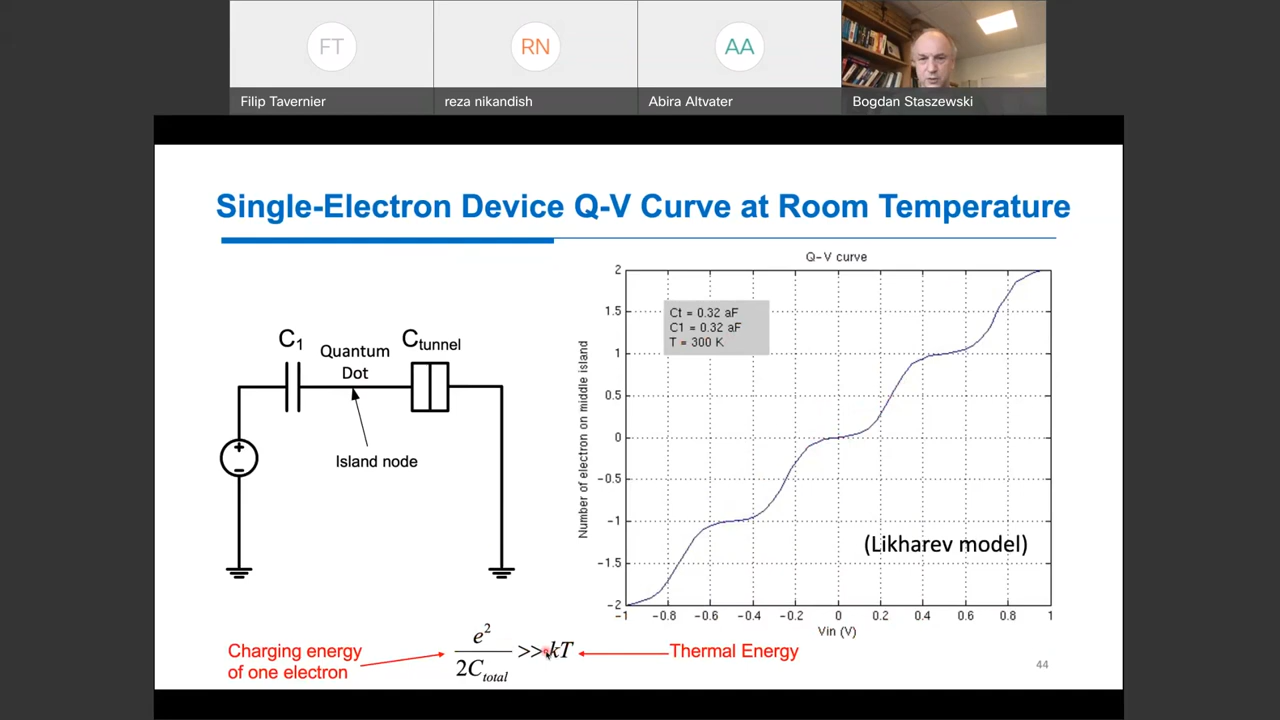 FT
RN
AA
Filip Tavernier
reza nikandish
Abira Altvater
Bogdan Staszewski
Single-Electron Device Q-V Curve at Room Temperature
C1
Quantum
Dot
Ctunnel
+
−
Island node
Q−V curve
Ct = 0.32 aF
C1 = 0.32 aF
T = 300 K
Number of electron on middle island
2
1.5
1
0.5
0
−0.5
−1
−1.5
−2
−1 −0.8 −0.6 −0.4 −0.2 0 0.2 0.4 0.6 0.8 1
Vin (V)
(Likharev model)
Charging energy
of one electron
e²
2Ctotal
>> kT
Thermal Energy
44